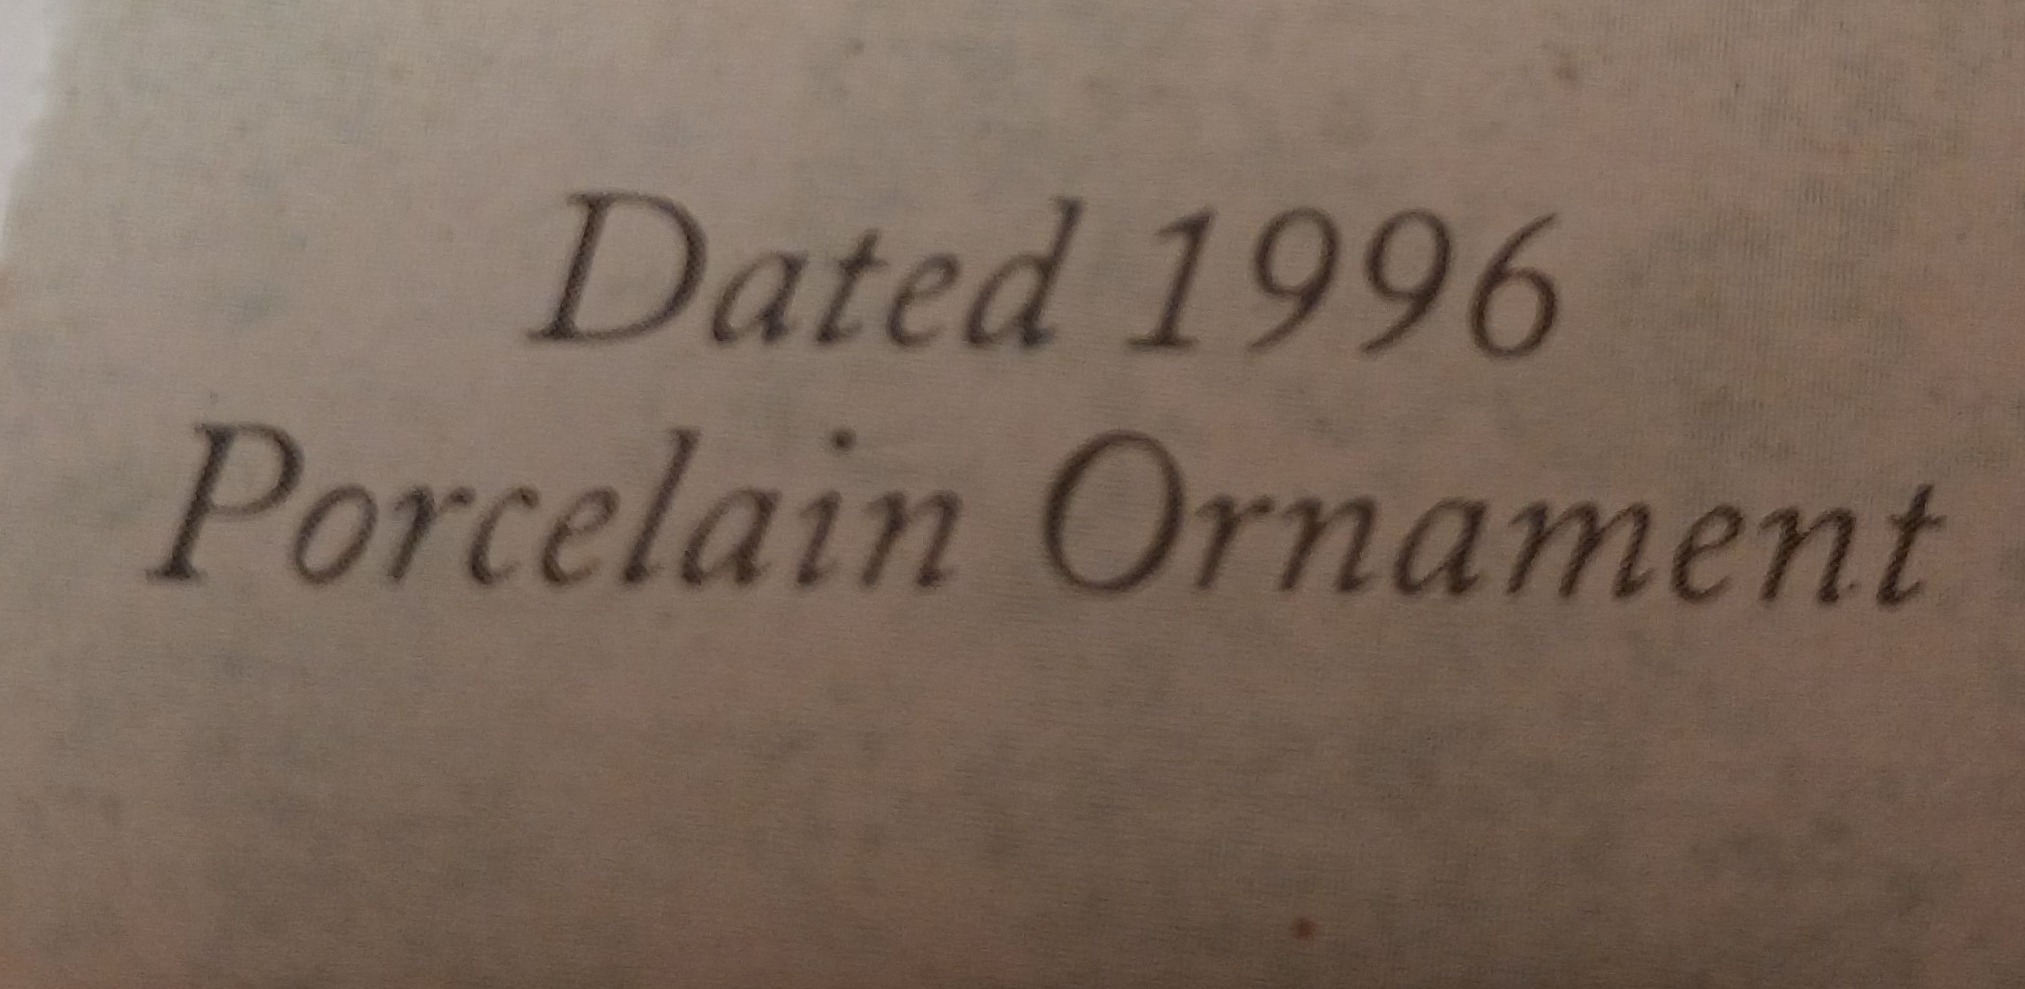 Dated 1996
Porcelain Ornament